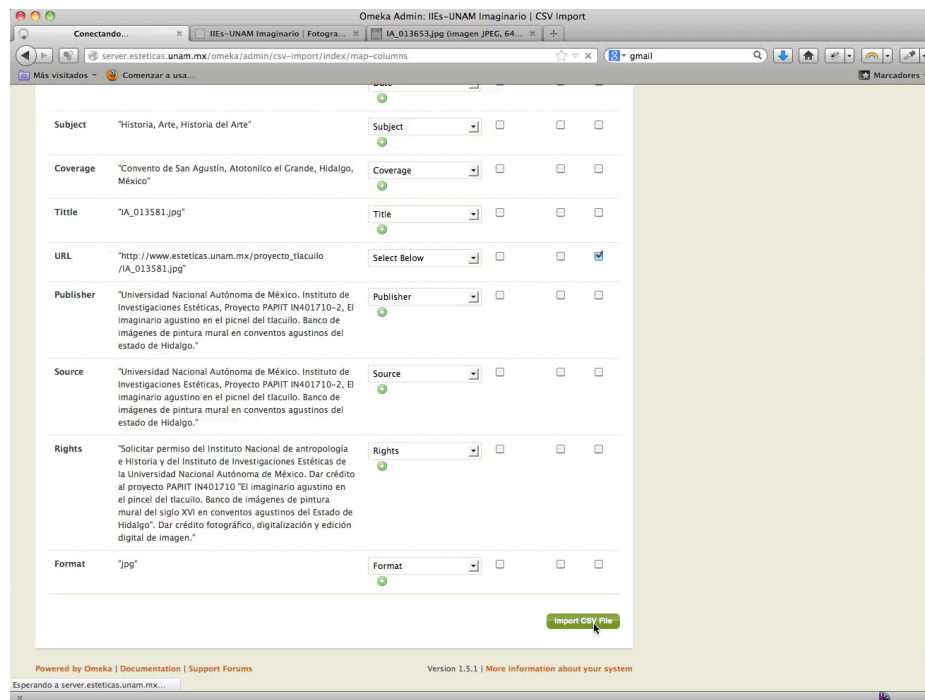 Omeka Admin: IIEs-UNAM Imaginario | CSV Import
Conectando...
IIEs-UNAM Imaginario | Fotogra...
IA_013653.jpg (imagen JPEG, 64...
server.esteticas.unam.mx/omeka/admin/csv-import/index/map-columns
gmail
Más visitados
Comenzar a usa...
Marcadores
Date
Subject
"Historia, Arte, Historia del Arte"
Subject
Coverage
"Convento de San Agustín, Atotonilco el Grande, Hidalgo,
México"
Coverage
Tittle
"IA_013581.jpg"
Title
URL
"http://www.esteticas.unam.mx/proyecto_tlacuilo
/IA_013581.jpg"
Select Below
Publisher
"Universidad Nacional Autónoma de México. Instituto de
Investigaciones Estéticas, Proyecto PAPIIT IN401710-2, El
imaginario agustino en el picnel del tlacuilo. Banco de
imágenes de pintura mural en conventos agustinos del
estado de Hidalgo."
Publisher
Source
"Universidad Nacional Autónoma de México. Instituto de
Investigaciones Estéticas, Proyecto PAPIIT IN401710-2, El
imaginario agustino en el picnel del tlacuilo. Banco de
imágenes de pintura mural en conventos agustinos del
estado de Hidalgo."
Source
Rights
"Solicitar permiso del Instituto Nacional de antropología
e Historia y del Instituto de Investigaciones Estéticas de
la Universidad Nacional Autónoma de México. Dar crédito
al proyecto PAPIIT IN401710 "El imaginario agustino en
el pincel del tlacuilo. Banco de imágenes de pintura
mural del siglo XVI en conventos agustinos del Estado de
Hidalgo". Dar crédito fotográfico, digitalización y edición
digital de imagen."
Rights
Format
"jpg"
Format
Import CSV File
Powered by Omeka | Documentation | Support Forums
Version 1.5.1 | More information about your system
Esperando a server.esteticas.unam.mx...